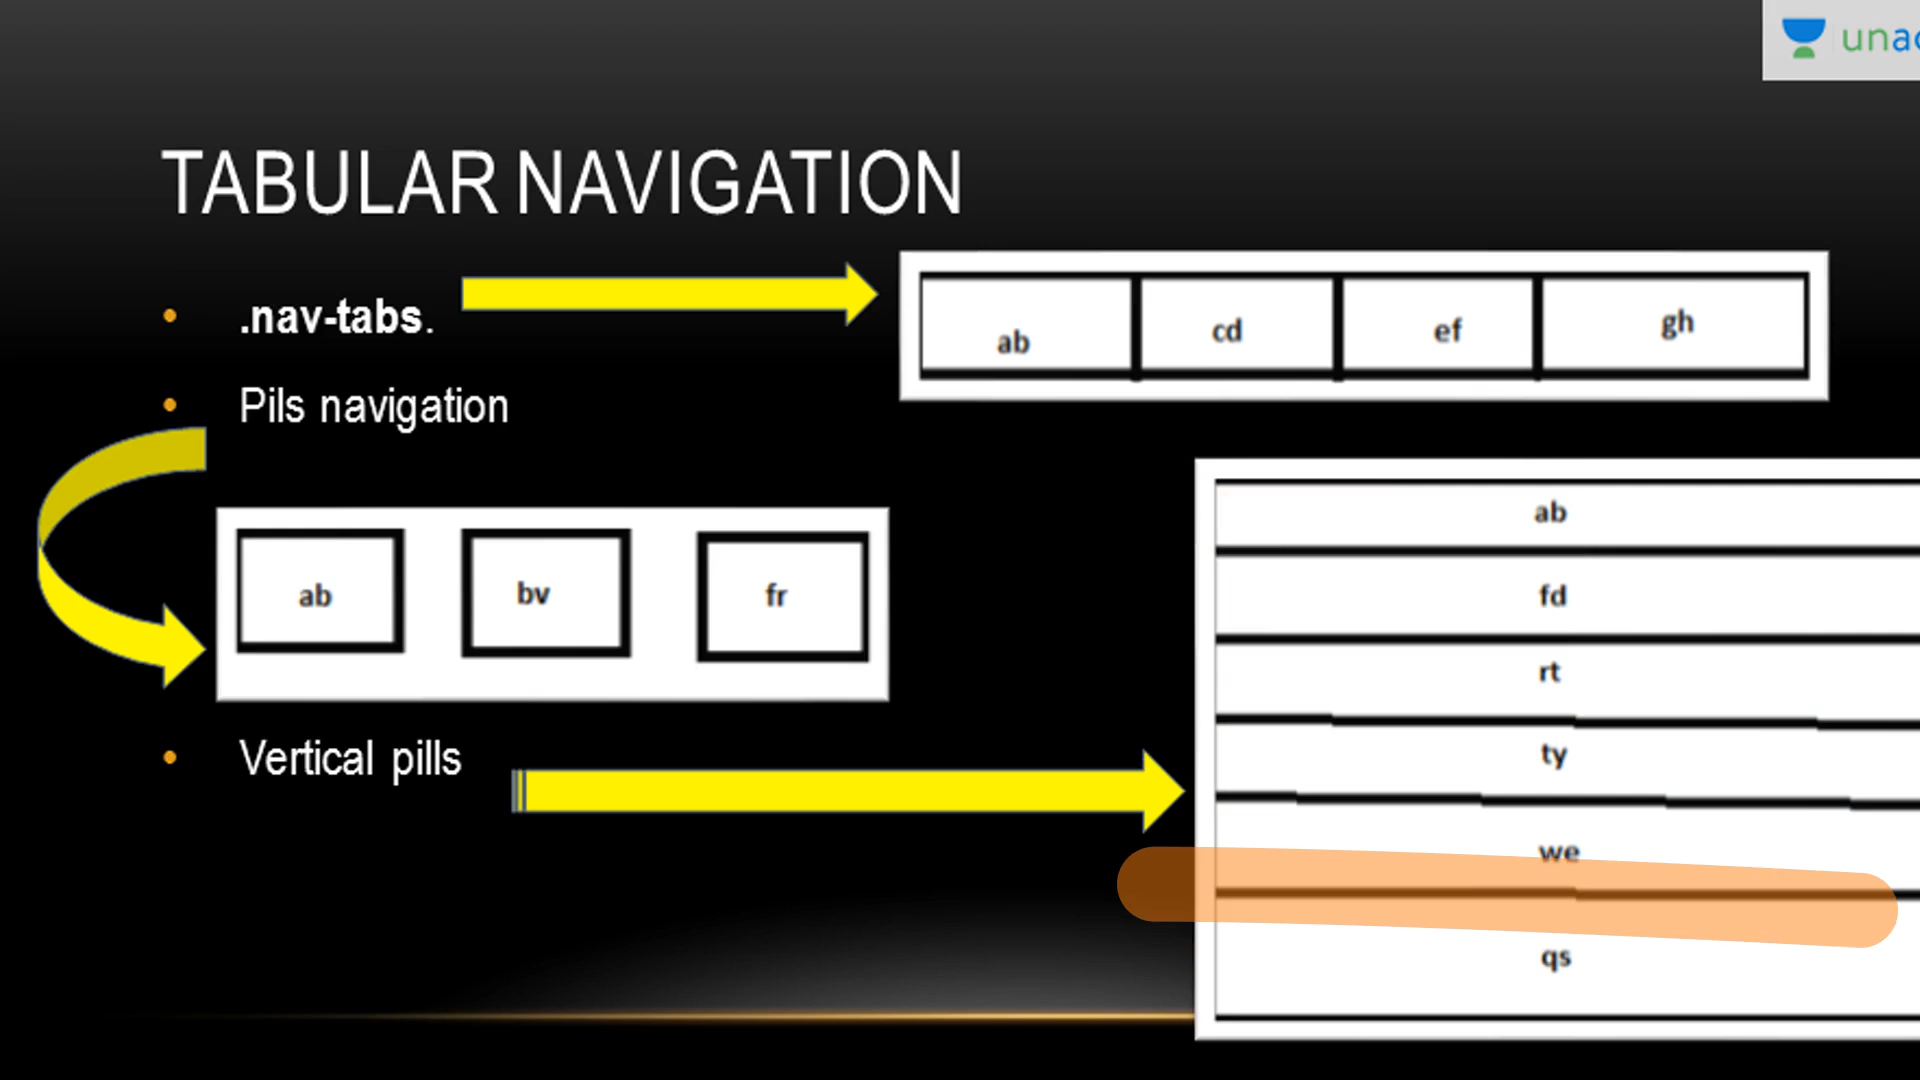 unac
TABULAR NAVIGATION
.nav-tabs.
ab cd ef gh
Pils navigation
ab bv fr
Vertical pills
ab
fd
rt
ty
we
qs